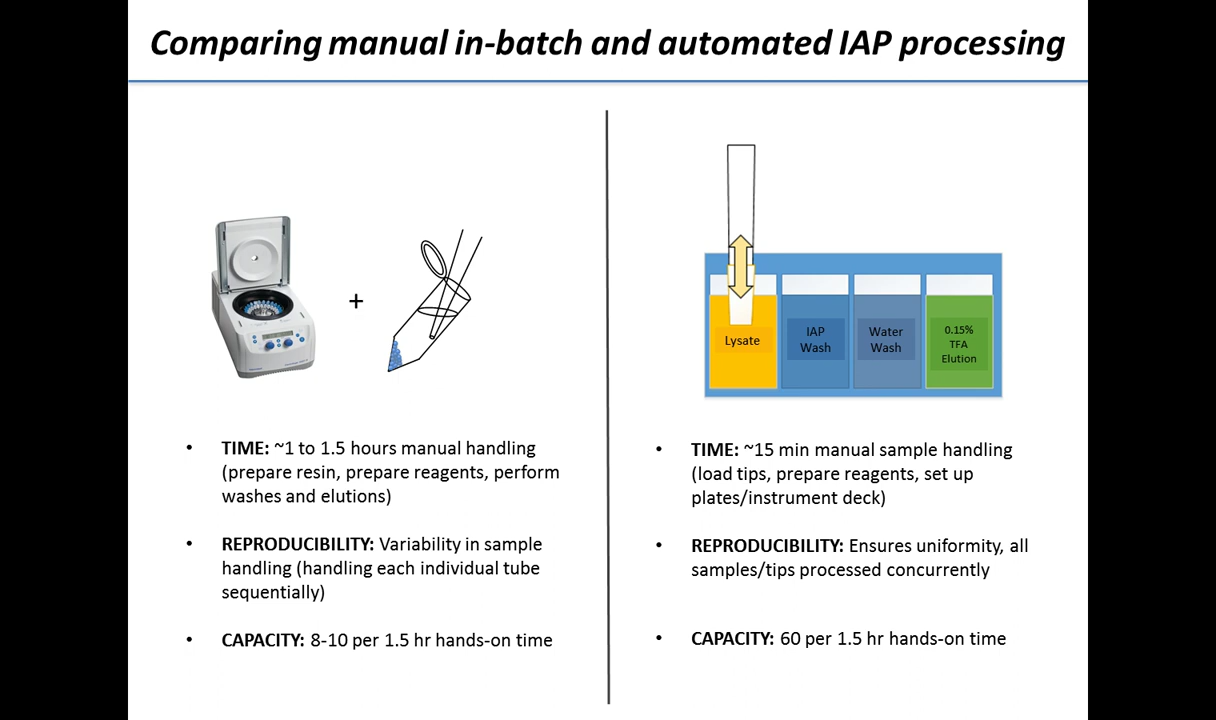 Comparing manual in-batch and automated IAP processing
+
Lysate
IAP
Wash
Water
Wash
0.15%
TFA
Elution
• TIME: ~1 to 1.5 hours manual handling
(prepare resin, prepare reagents, perform
washes and elutions)
• REPRODUCIBILITY: Variability in sample
handling (handling each individual tube
sequentially)
• CAPACITY: 8-10 per 1.5 hr hands-on time
• TIME: ~15 min manual sample handling
(load tips, prepare reagents, set up
plates/instrument deck)
• REPRODUCIBILITY: Ensures uniformity, all
samples/tips processed concurrently
• CAPACITY: 60 per 1.5 hr hands-on time